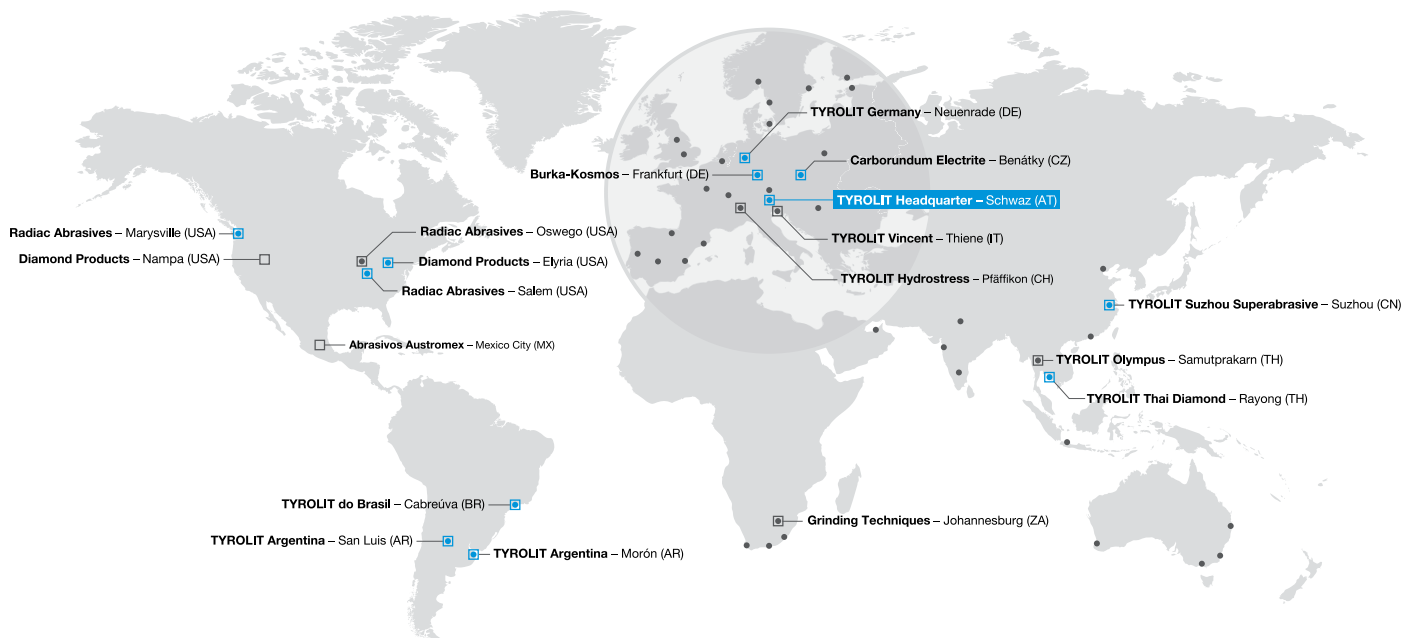 TYROLIT Germany – Neuenrade (DE)
Burka-Kosmos – Frankfurt (DE)
Carborundum Electrite – Benátky (CZ)
TYROLIT Headquarter – Schwaz (AT)
TYROLIT Vincent – Thiene (IT)
TYROLIT Hydrostress – Pfäffikon (CH)
Radiac Abrasives – Marysville (USA)
Diamond Products – Nampa (USA)
Radiac Abrasives – Oswego (USA)
Diamond Products – Elyria (USA)
Radiac Abrasives – Salem (USA)
Abrasivos Austromex – Mexico City (MX)
TYROLIT Suzhou Superabrasive – Suzhou (CN)
TYROLIT Olympus – Samutprakarn (TH)
TYROLIT Thai Diamond – Rayong (TH)
TYROLIT do Brasil – Cabreúva (BR)
TYROLIT Argentina – San Luis (AR)
TYROLIT Argentina – Morón (AR)
Grinding Techniques – Johannesburg (ZA)